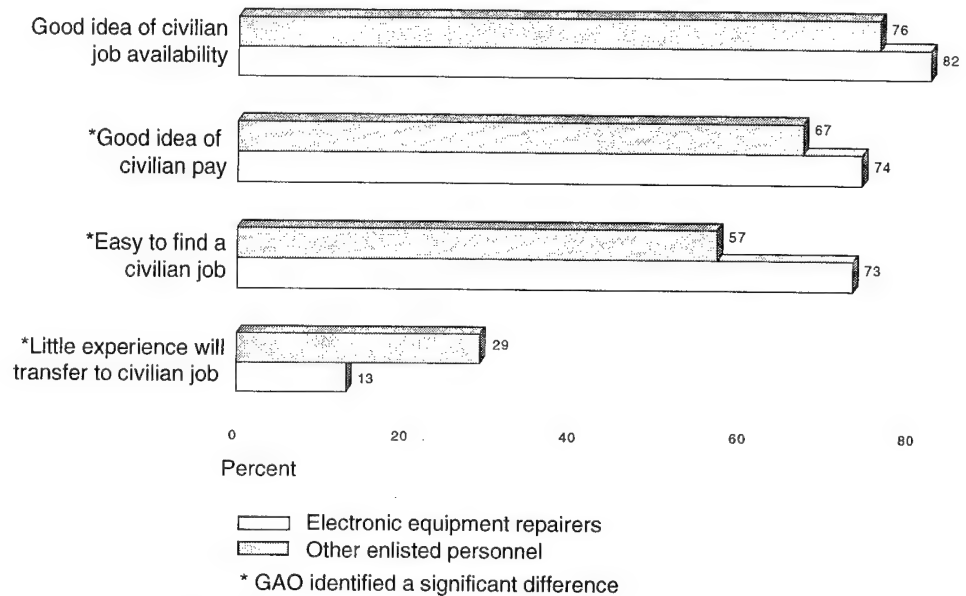 Good idea of civilian
job availability
76
82
*Good idea of
civilian pay
67
74
*Easy to find a
civilian job
57
73
*Little experience will
transfer to civilian job
29
13
0 20 40 60 80
Percent
Electronic equipment repairers
Other enlisted personnel
* GAO identified a significant difference